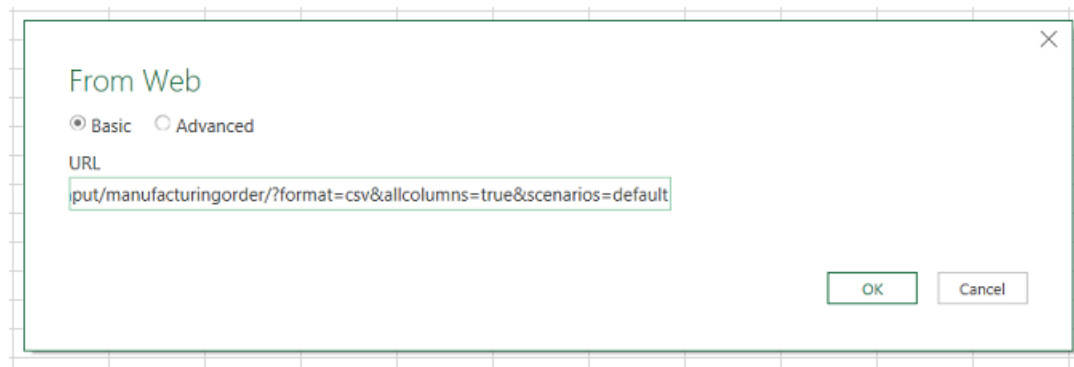 From Web
Basic Advanced
URL
put/manufacturingorder/?format=csv&allcolumns=true&scenarios=default
OK Cancel